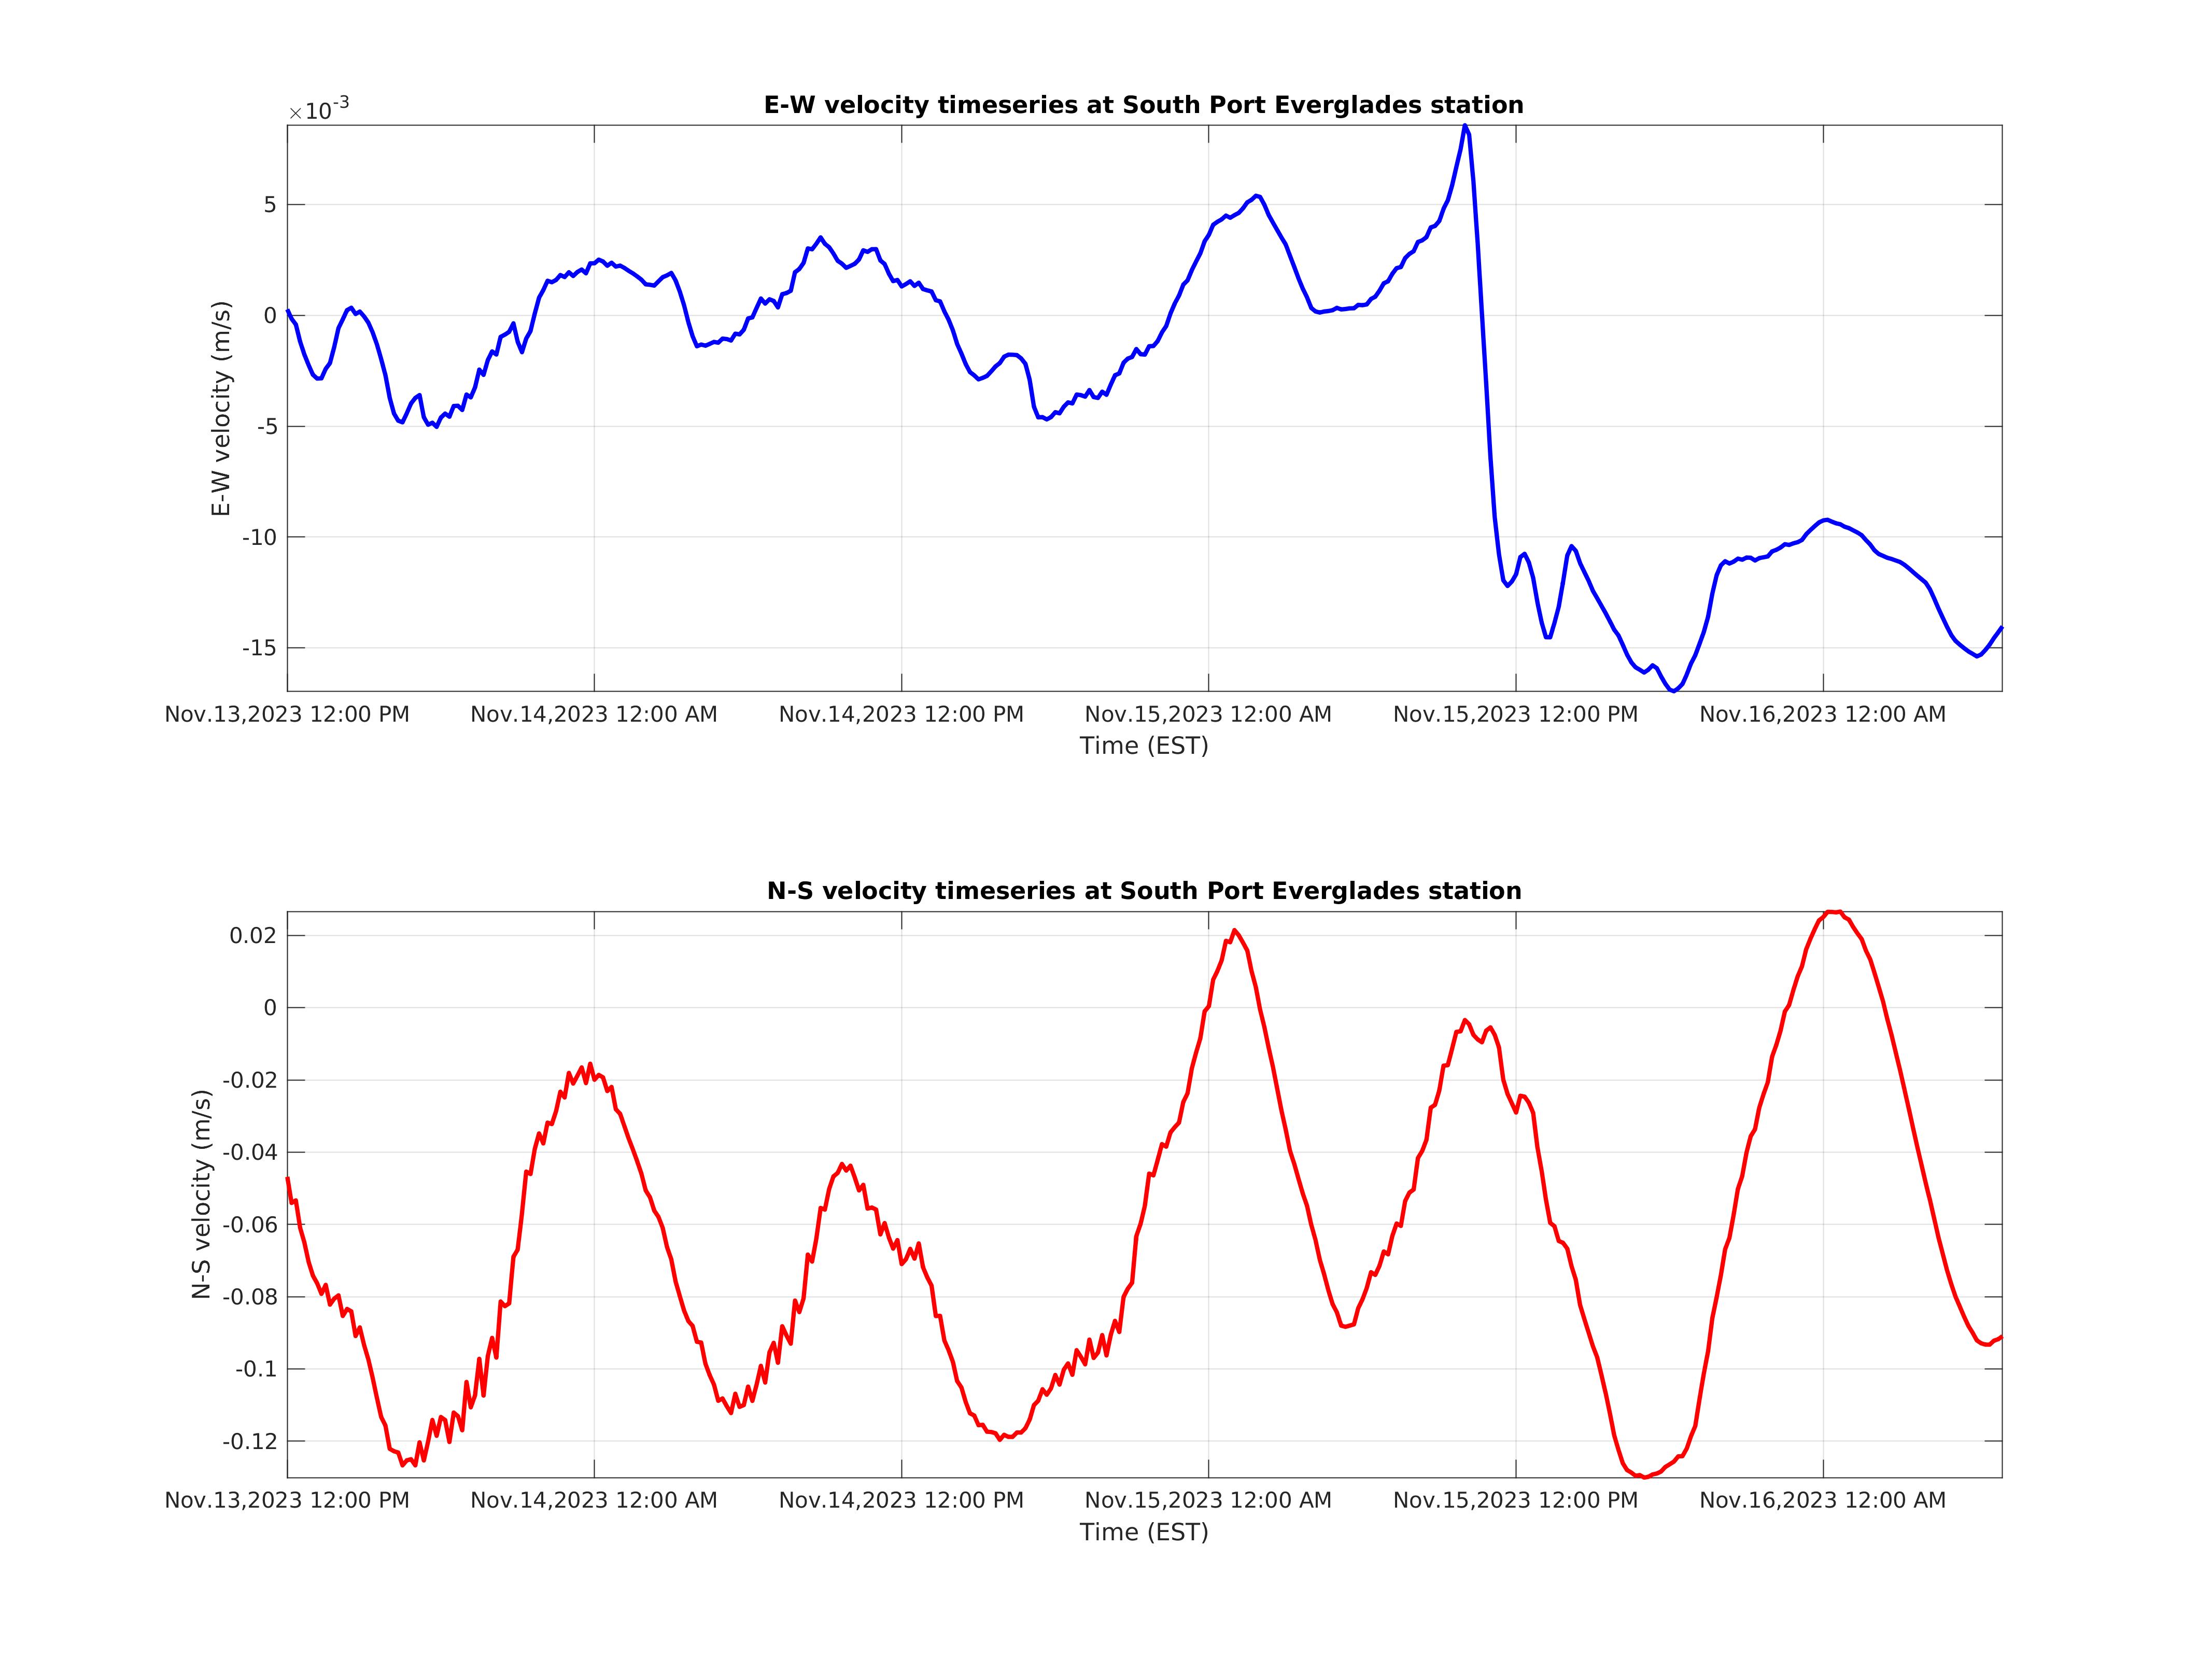 ×10-3
E-W velocity timeseries at South Port Everglades station
5
0
-5
-10
-15
E-W velocity (m/s)
Nov.13,2023 12:00 PM Nov.14,2023 12:00 AM Nov.14,2023 12:00 PM Nov.15,2023 12:00 AM Nov.15,2023 12:00 PM Nov.16,2023 12:00 AM
Time (EST)
N-S velocity timeseries at South Port Everglades station
0.02
0
-0.02
-0.04
-0.06
-0.08
-0.1
-0.12
N-S velocity (m/s)
Nov.13,2023 12:00 PM Nov.14,2023 12:00 AM Nov.14,2023 12:00 PM Nov.15,2023 12:00 AM Nov.15,2023 12:00 PM Nov.16,2023 12:00 AM
Time (EST)